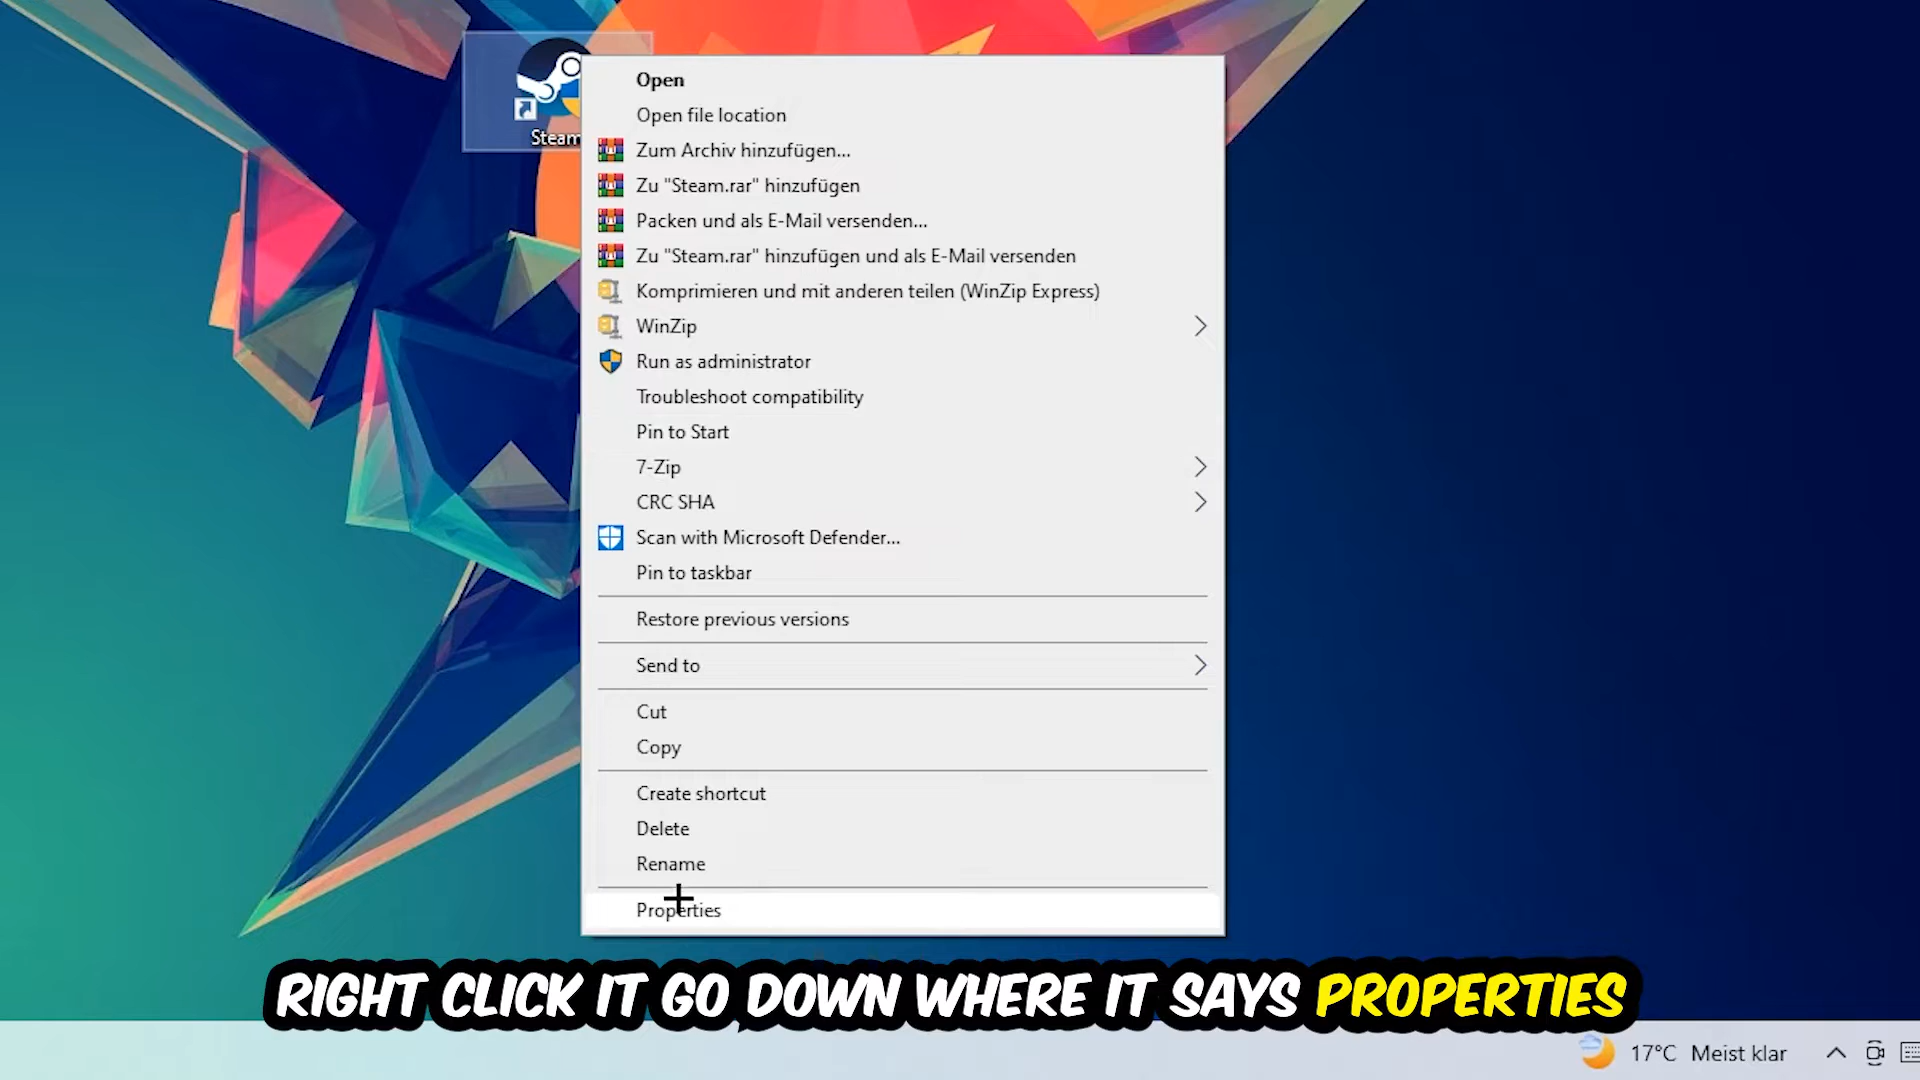 Steam
Open
Open file location
Zum Archiv hinzufügen...
Zu "Steam.rar" hinzufügen
Packen und als E-Mail versenden...
Zu "Steam.rar" hinzufügen und als E-Mail versenden
Komprimieren und mit anderen teilen (WinZip Express)
WinZip
Run as administrator
Troubleshoot compatibility
Pin to Start
7-Zip
CRC SHA
Scan with Microsoft Defender...
Pin to taskbar
Restore previous versions
Send to
Cut
Copy
Create shortcut
Delete
Rename
Properties
RIGHT CLICK IT GO DOWN WHERE IT SAYS PROPERTIES
17°C Meist klar